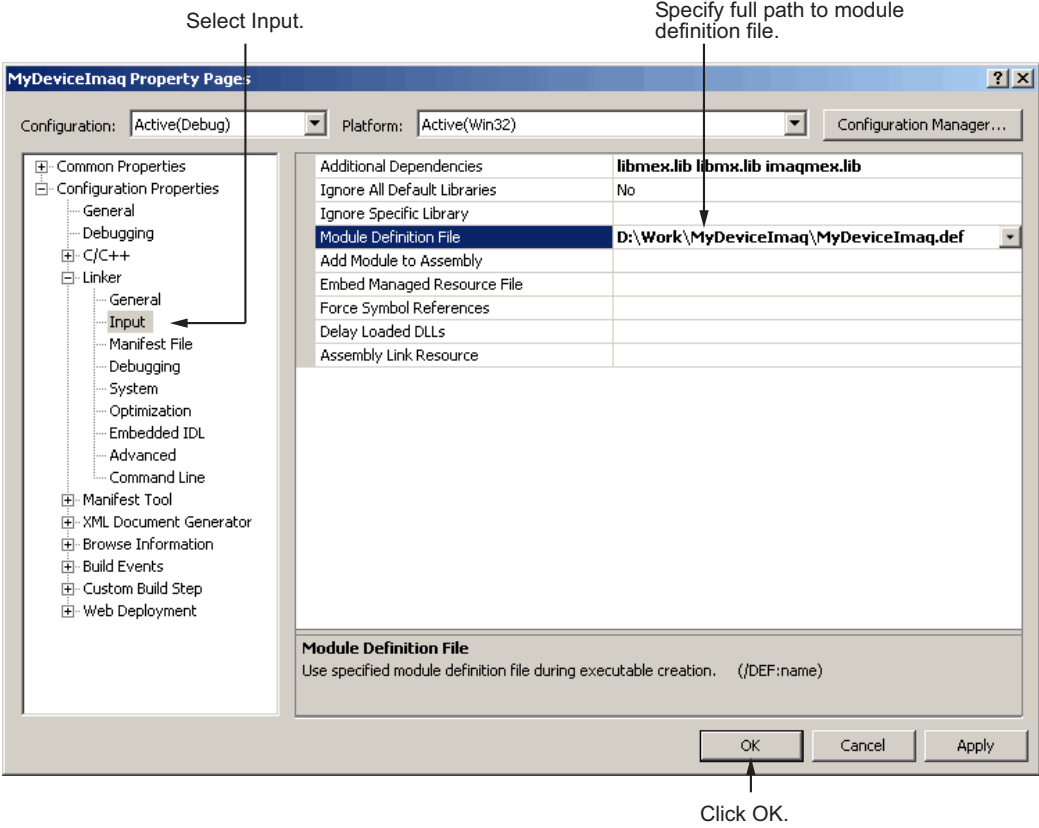 Select Input.
Specify full path to module
definition file.
MyDeviceImaq Property Pages
Configuration: Active(Debug) Platform: Active(Win32) Configuration Manager...
Common Properties
Configuration Properties
General
Debugging
C/C++
Linker
General
Input
Manifest File
Debugging
System
Optimization
Embedded IDL
Advanced
Command Line
Manifest Tool
XML Document Generator
Browse Information
Build Events
Custom Build Step
Web Deployment
Additional Dependencies libmex.lib libmx.lib imaqmex.lib
Ignore All Default Libraries No
Ignore Specific Library
Module Definition File D:\Work\MyDeviceImaq\MyDeviceImaq.def
Add Module to Assembly
Embed Managed Resource File
Force Symbol References
Delay Loaded DLLs
Assembly Link Resource
Module Definition File
Use specified module definition file during executable creation. (/DEF:name)
OK Cancel Apply
Click OK.